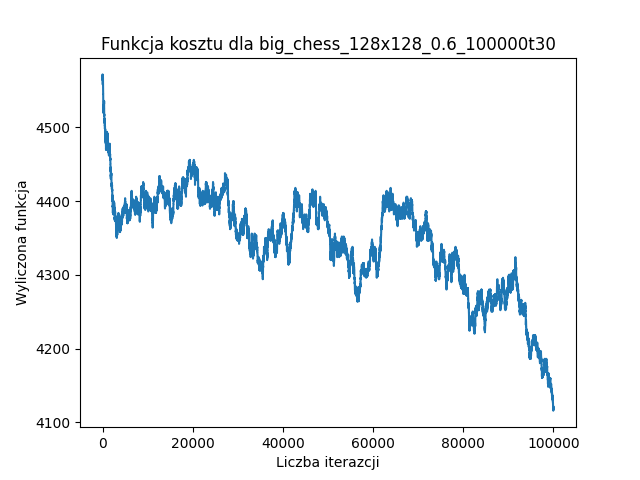 Funkcja kosztu dla big_chess_128x128_0.6_100000t30
Wyliczona funkcja
4500
4400
4300
4200
4100
0 20000 40000 60000 80000 100000
Liczba iterazcji